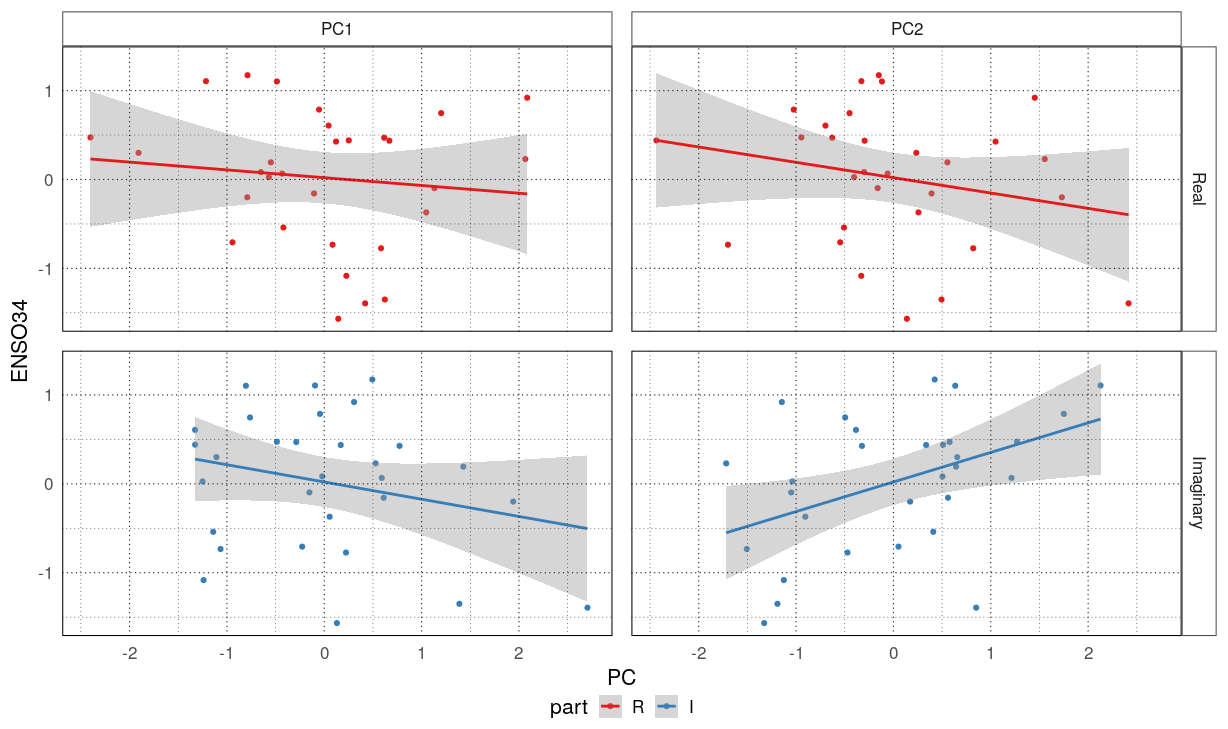 PC1 PC2
1
0
-1
Real
ENSO34
1
0
-1
Imaginary
-2 -1 0 1 2 -2 -1 0 1 2
PC
part R I